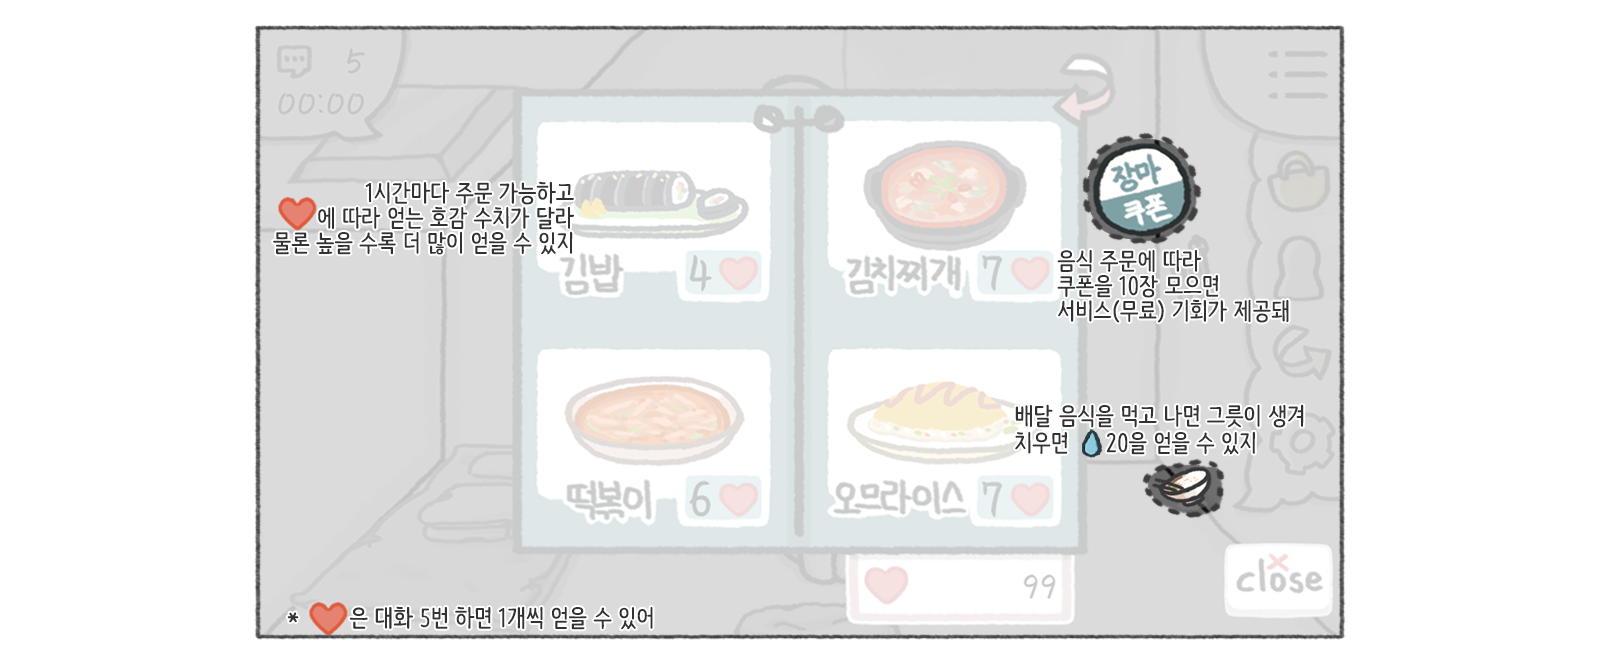 5
00:00
1시간마다 주문 가능하고
에 따라 얻는 호감 수치가 달라
물론 높을 수록 더 많이 얻을 수 있지
김밥 4
김치찌개 7
장마
쿠폰
음식 주문에 따라
쿠폰을 10장 모으면
서비스(무료) 기회가 제공돼
떡볶이 6
오므라이스 7
배달 음식을 먹고 나면 그릇이 생겨
치우면 20을 얻을 수 있지
99
close
* 은 대화 5번 하면 1개씩 얻을 수 있어